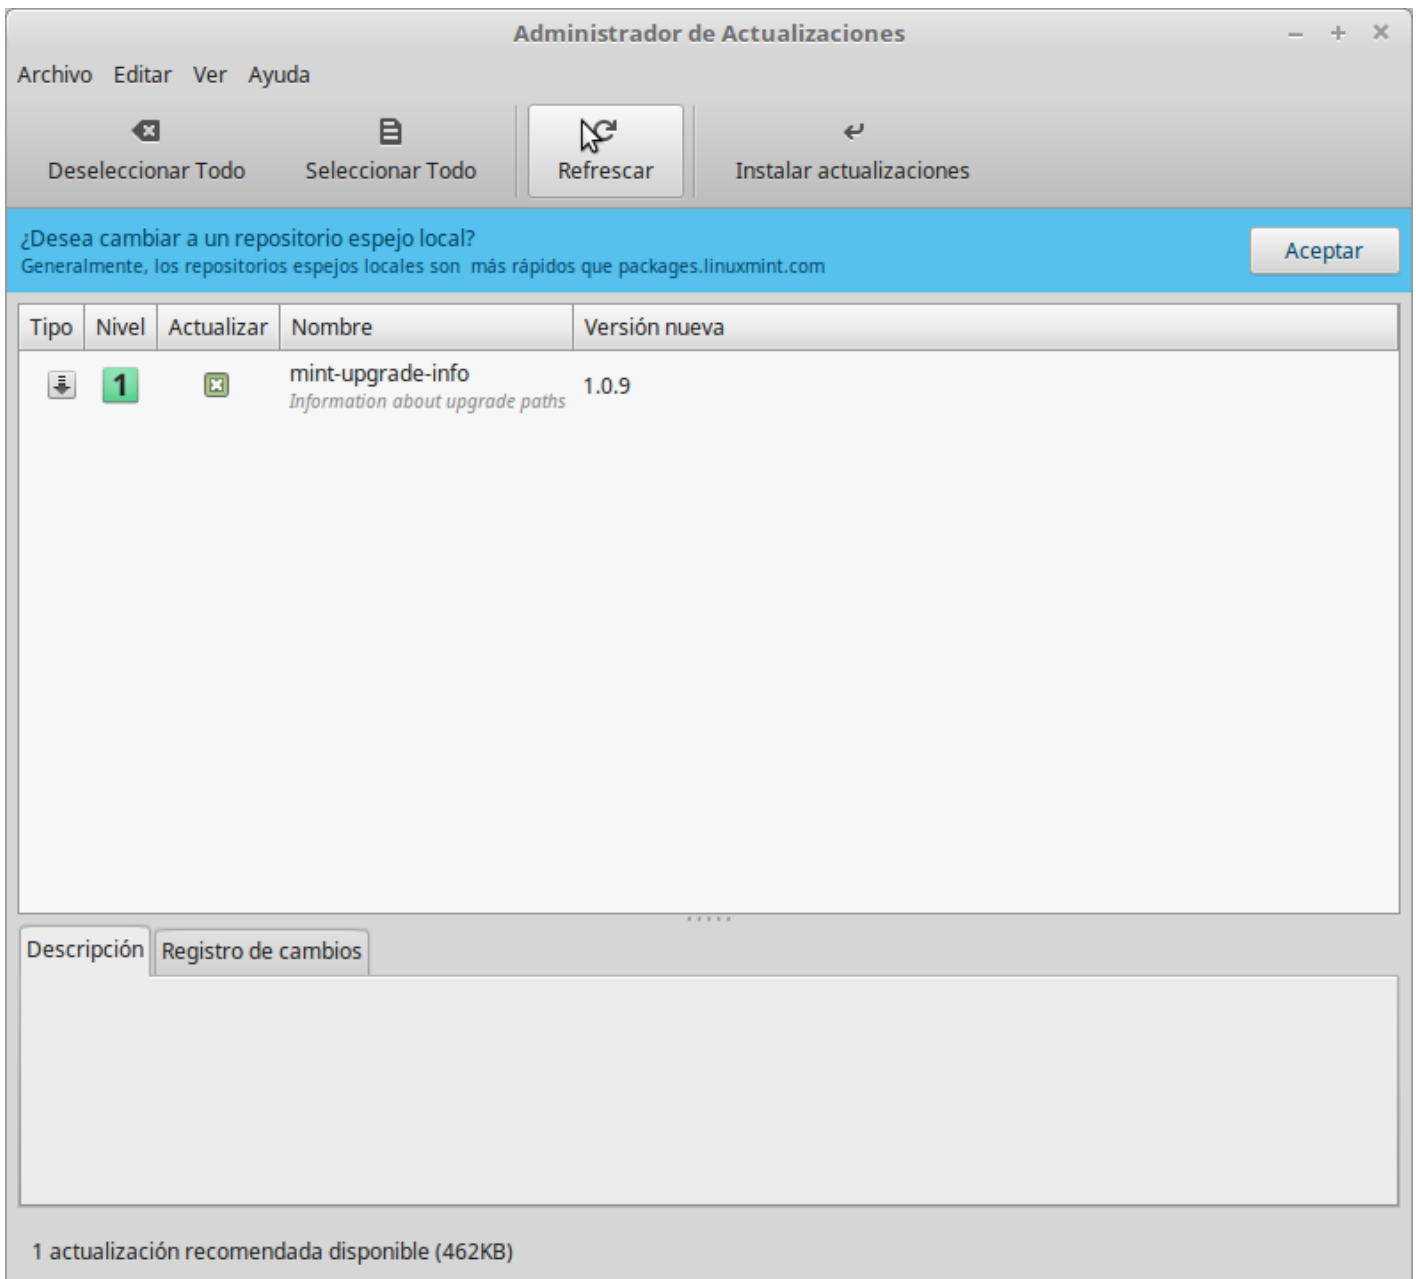 Administrador de Actualizaciones
Archivo Editar Ver Ayuda
Deseleccionar Todo Seleccionar Todo Refrescar Instalar actualizaciones
¿Desea cambiar a un repositorio espejo local?
Generalmente, los repositorios espejos locales son más rápidos que packages.linuxmint.com
Aceptar
Tipo Nivel Actualizar Nombre Versión nueva
1 mint-upgrade-info 1.0.9
Information about upgrade paths
Descripción Registro de cambios
1 actualización recomendada disponible (462KB)